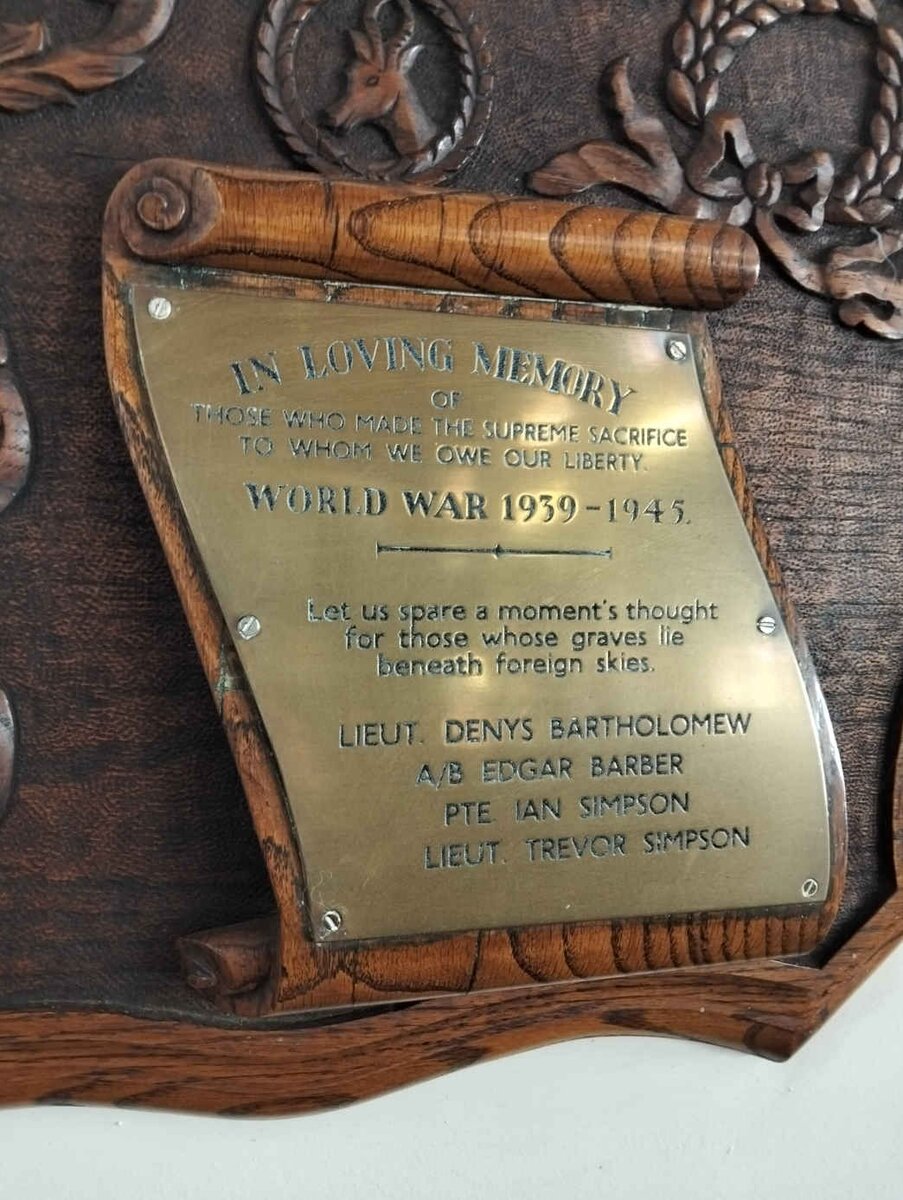 IN LOVING MEMORY
OF
THOSE WHO MADE THE SUPREME SACRIFICE
TO WHOM WE OWE OUR LIBERTY.
WORLD WAR 1939-1945.
Let us spare a moment's thought
for those whose graves lie
beneath foreign skies.
LIEUT. DENYS BARTHOLOMEW
A/B EDGAR BARBER
PTE. IAN SIMPSON
LIEUT. TREVOR SIMPSON